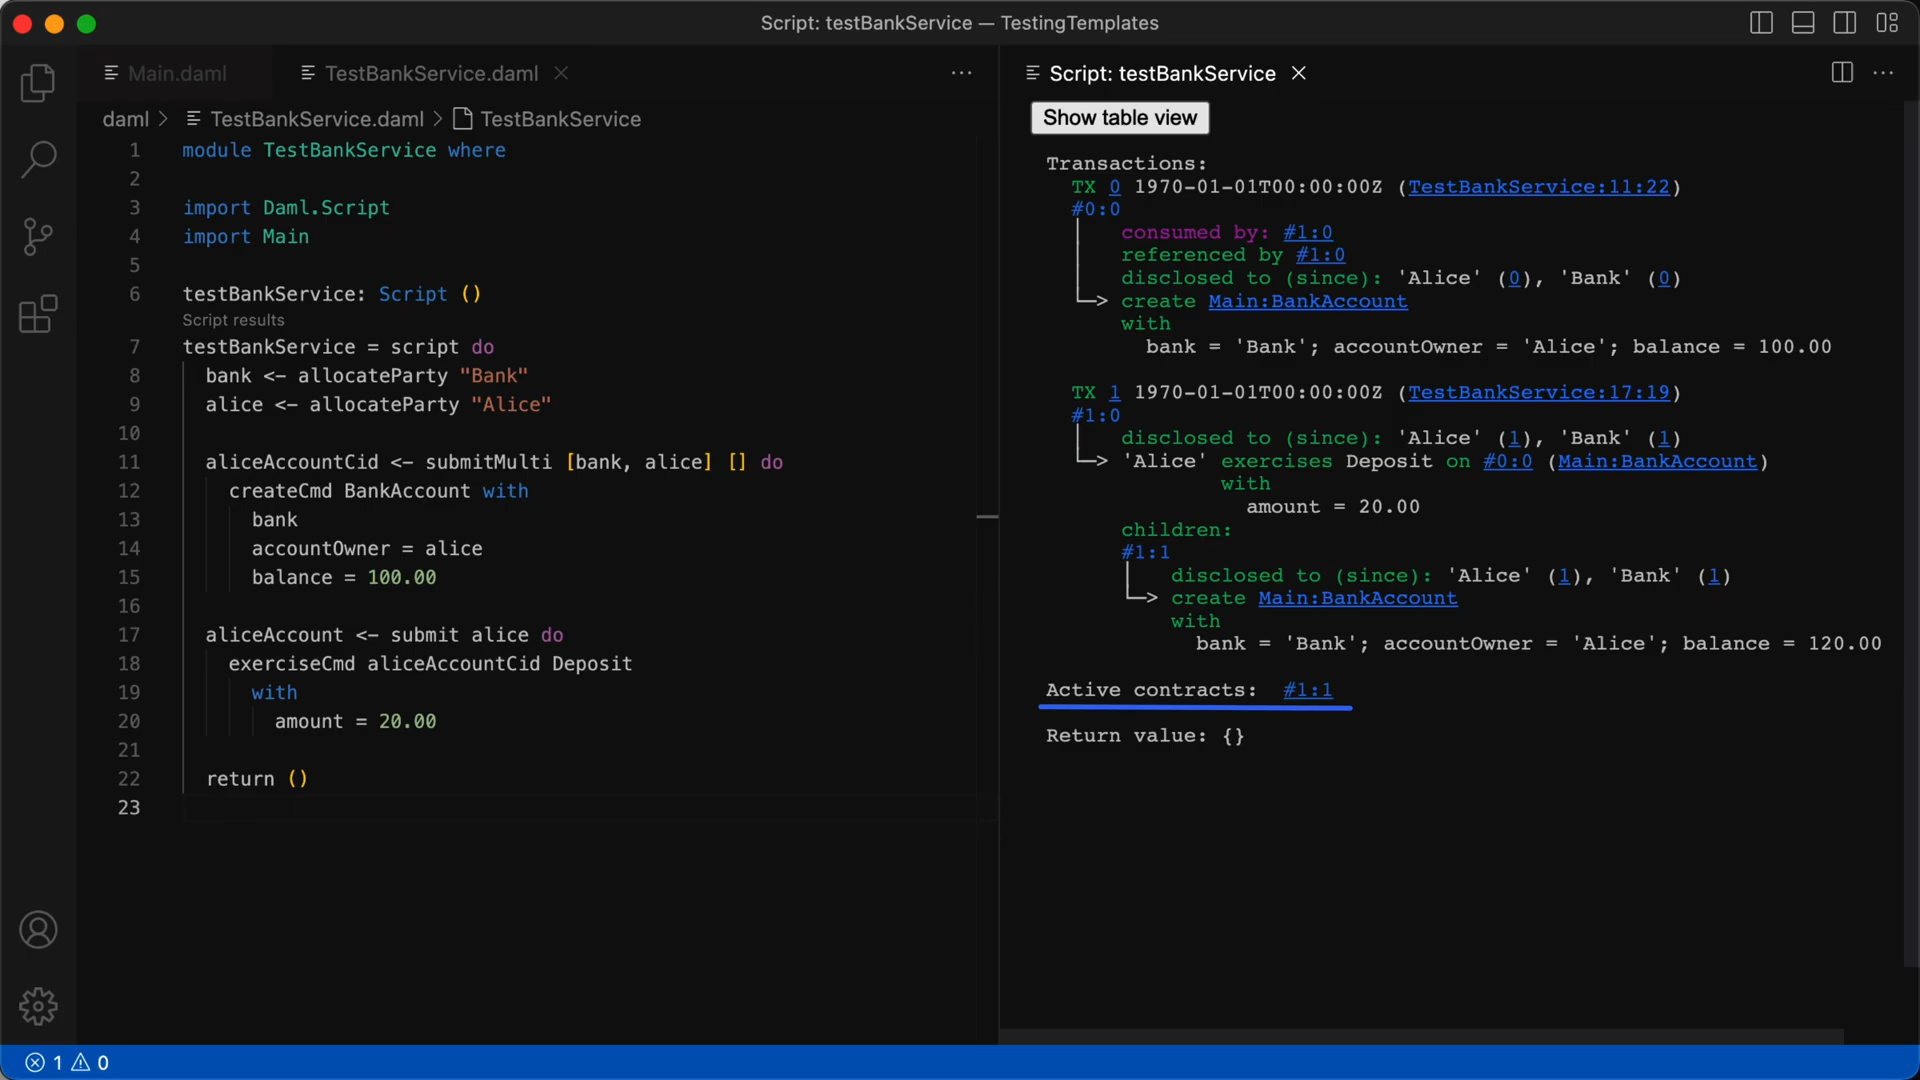 Script: testBankService — TestingTemplates
Main.daml
TestBankService.daml
daml > TestBankService.daml > TestBankService
1 module TestBankService where
2
3 import Daml.Script
4 import Main
5
6 testBankService: Script ()
Script results
7 testBankService = script do
8 bank <- allocateParty "Bank"
9 alice <- allocateParty "Alice"
10
11 aliceAccountCid <- submitMulti [bank, alice] [] do
12 createCmd BankAccount with
13 bank
14 accountOwner = alice
15 balance = 100.00
16
17 aliceAccount <- submit alice do
18 exerciseCmd aliceAccountCid Deposit
19 with
20 amount = 20.00
21
22 return ()
23
Script: testBankService
Show table view
Transactions:
TX 0 1970-01-01T00:00:00Z (TestBankService:11:22)
#0:0
consumed by: #1:0
referenced by #1:0
disclosed to (since): 'Alice' (0), 'Bank' (0)
create Main:BankAccount
with
bank = 'Bank'; accountOwner = 'Alice'; balance = 100.00
TX 1 1970-01-01T00:00:00Z (TestBankService:17:19)
#1:0
disclosed to (since): 'Alice' (1), 'Bank' (1)
'Alice' exercises Deposit on #0:0 (Main:BankAccount)
with
amount = 20.00
children:
#1:1
disclosed to (since): 'Alice' (1), 'Bank' (1)
create Main:BankAccount
with
bank = 'Bank'; accountOwner = 'Alice'; balance = 120.00
Active contracts: #1:1
Return value: {}
1 0